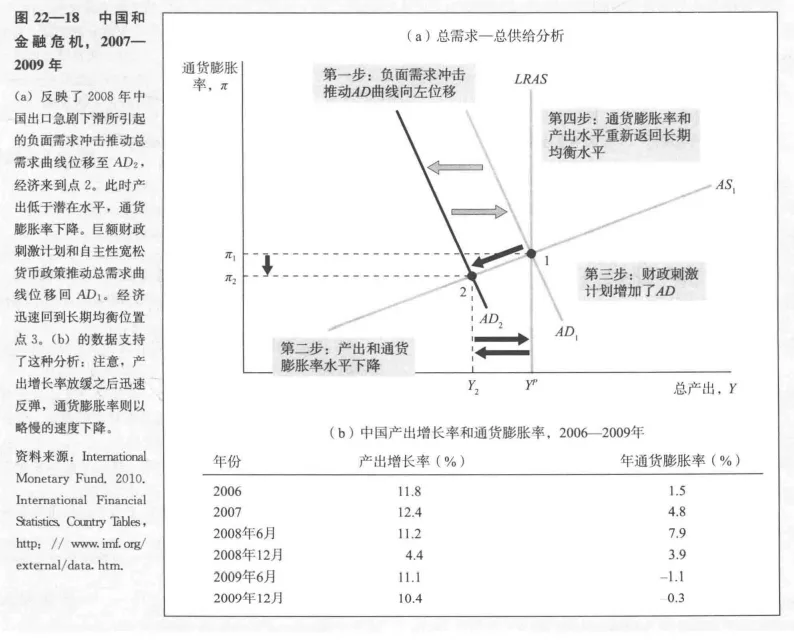 图 22—18 中国和
金融危机，2007—
2009 年
(a) 反映了 2008 年中
国出口急剧下滑所引起
的负面需求冲击推动总
需求曲线位移至 AD₂，
经济来到点 2。此时产
出低于潜在水平，通货
膨胀率下降。巨额财政
刺激计划和自主性宽松
货币政策推动总需求曲
线位移回 AD₁。经济
迅速回到长期均衡位置
点 3。(b) 的数据支持
了这种分析：注意，产
出增长率放缓之后迅速
反弹，通货膨胀率则以
略慢的速度下降。
资料来源：International
Monetary Fund. 2010.
International Financial
Statistics. Country Tables，
http：// www.imf.org/
external/data. htm.
（a）总需求—总供给分析
通货膨胀
率，π
第一步：负面需求冲击
推动AD曲线向左位移
LRAS
第四步：通货膨胀率和
产出水平重新返回长期
均衡水平
AS₁
π₁
1
π₂
2
第三步：财政刺激
计划增加了AD
AD₂
AD₁
第二步：产出和通货
膨胀率水平下降
Y₂
Yᴾ
总产出，Y
（b）中国产出增长率和通货膨胀率，2006—2009年
年份 产出增长率（%） 年通货膨胀率（%）
2006 11.8 1.5
2007 12.4 4.8
2008年6月 11.2 7.9
2008年12月 4.4 3.9
2009年6月 11.1 –1.1
2009年12月 10.4 –0.3